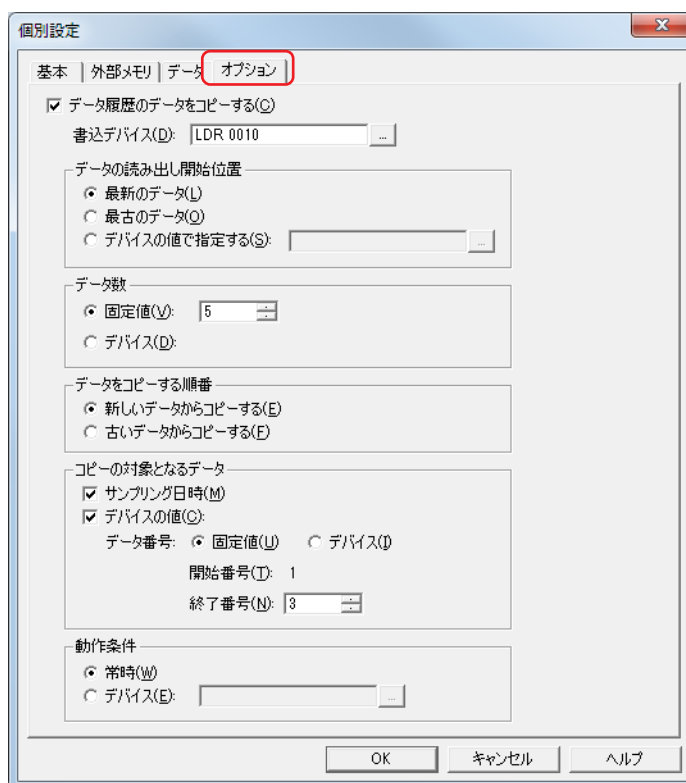 個別設定
基本 外部メモリ データ オプション
データ履歴のデータをコピーする(C)
書込デバイス(D): LDR 0010 ...
データの読み出し開始位置
最新のデータ(L)
最古のデータ(O)
デバイスの値で指定する(S): ...
データ数
固定値(V): 5
デバイス(D):
データをコピーする順番
新しいデータからコピーする(E)
古いデータからコピーする(F)
コピーの対象となるデータ
サンプリング日時(M)
デバイスの値(C):
データ番号: 固定値(U) デバイス(I)
開始番号(T): 1
終了番号(N): 3
動作条件
常時(W)
デバイス(E): ...
OK キャンセル ヘルプ